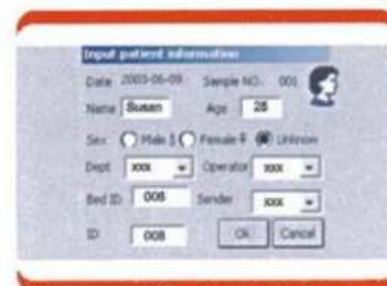 Input patient information
Date 2003-06-09 Sample NO. 001
Name Susan Age 28
Sex Male Female Unknow
Dept xxx Operator xxx
Bed ID 008 Sender xxx
ID 008 Ok Cancel